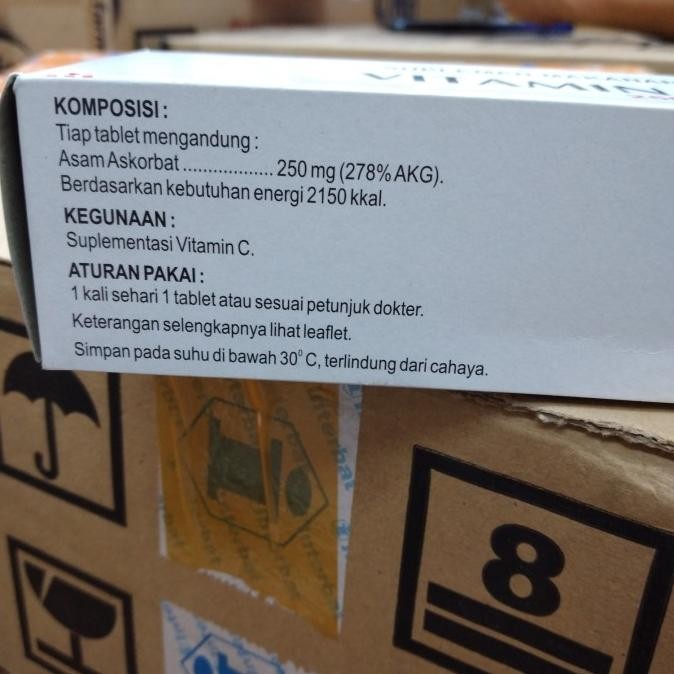 VITAMIN
KOMPOSISI :
Tiap tablet mengandung :
Asam Askorbat .................. 250 mg (278% AKG).
Berdasarkan kebutuhan energi 2150 kkal.
KEGUNAAN :
Suplementasi Vitamin C.
ATURAN PAKAI :
1 kali sehari 1 tablet atau sesuai petunjuk dokter.
Keterangan selengkapnya lihat leaflet.
Simpan pada suhu di bawah 30⁰ C, terlindung dari cahaya.
8